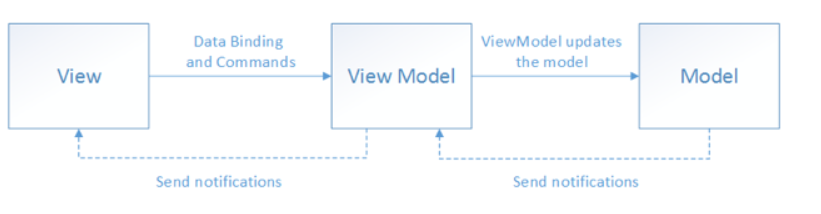 View
Data Binding
and Commands
View Model
ViewModel updates
the model
Model
Send notifications
Send notifications